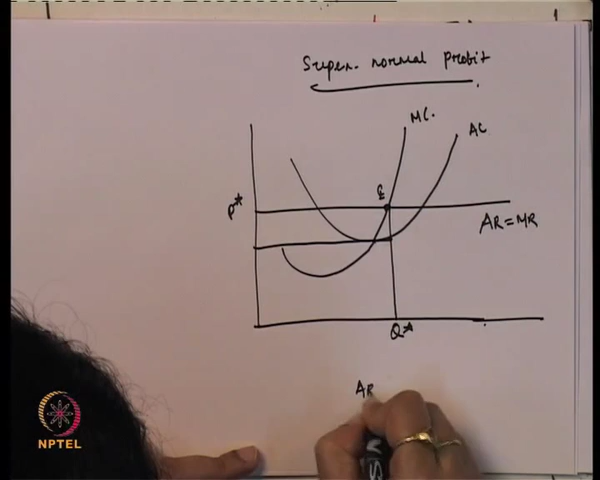 Super. normal profit
MC.
AC
E
P*
AR=MR
Q*
AR
NPTEL